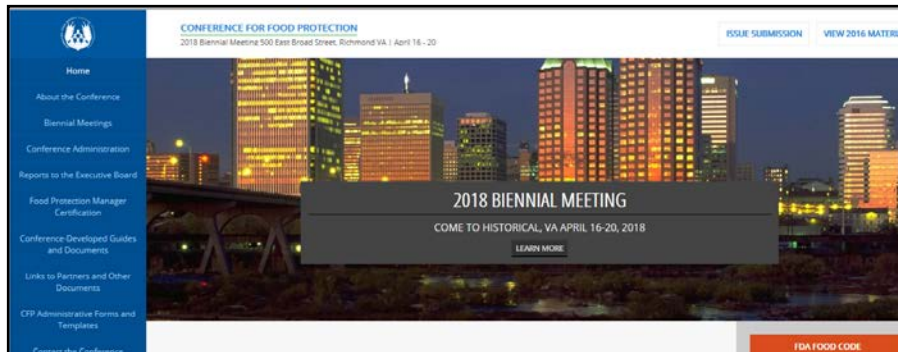 CONFERENCE FOR FOOD PROTECTION
2018 Biennial Meeting 500 East Broad Street, Richmond VA | April 16 - 20
ISSUE SUBMISSION
VIEW 2016 MATERI
Home
About the Conference
Biennial Meetings
Conference Administration
Reports to the Executive Board
Food Protection Manager
Certification
Conference-Developed Guides
and Documents
Links to Partners and Other
Documents
CFP Administrative Forms and
Templates
Contact the Conference
2018 BIENNIAL MEETING
COME TO HISTORICAL, VA APRIL 16-20, 2018
LEARN MORE
FDA FOOD CODE